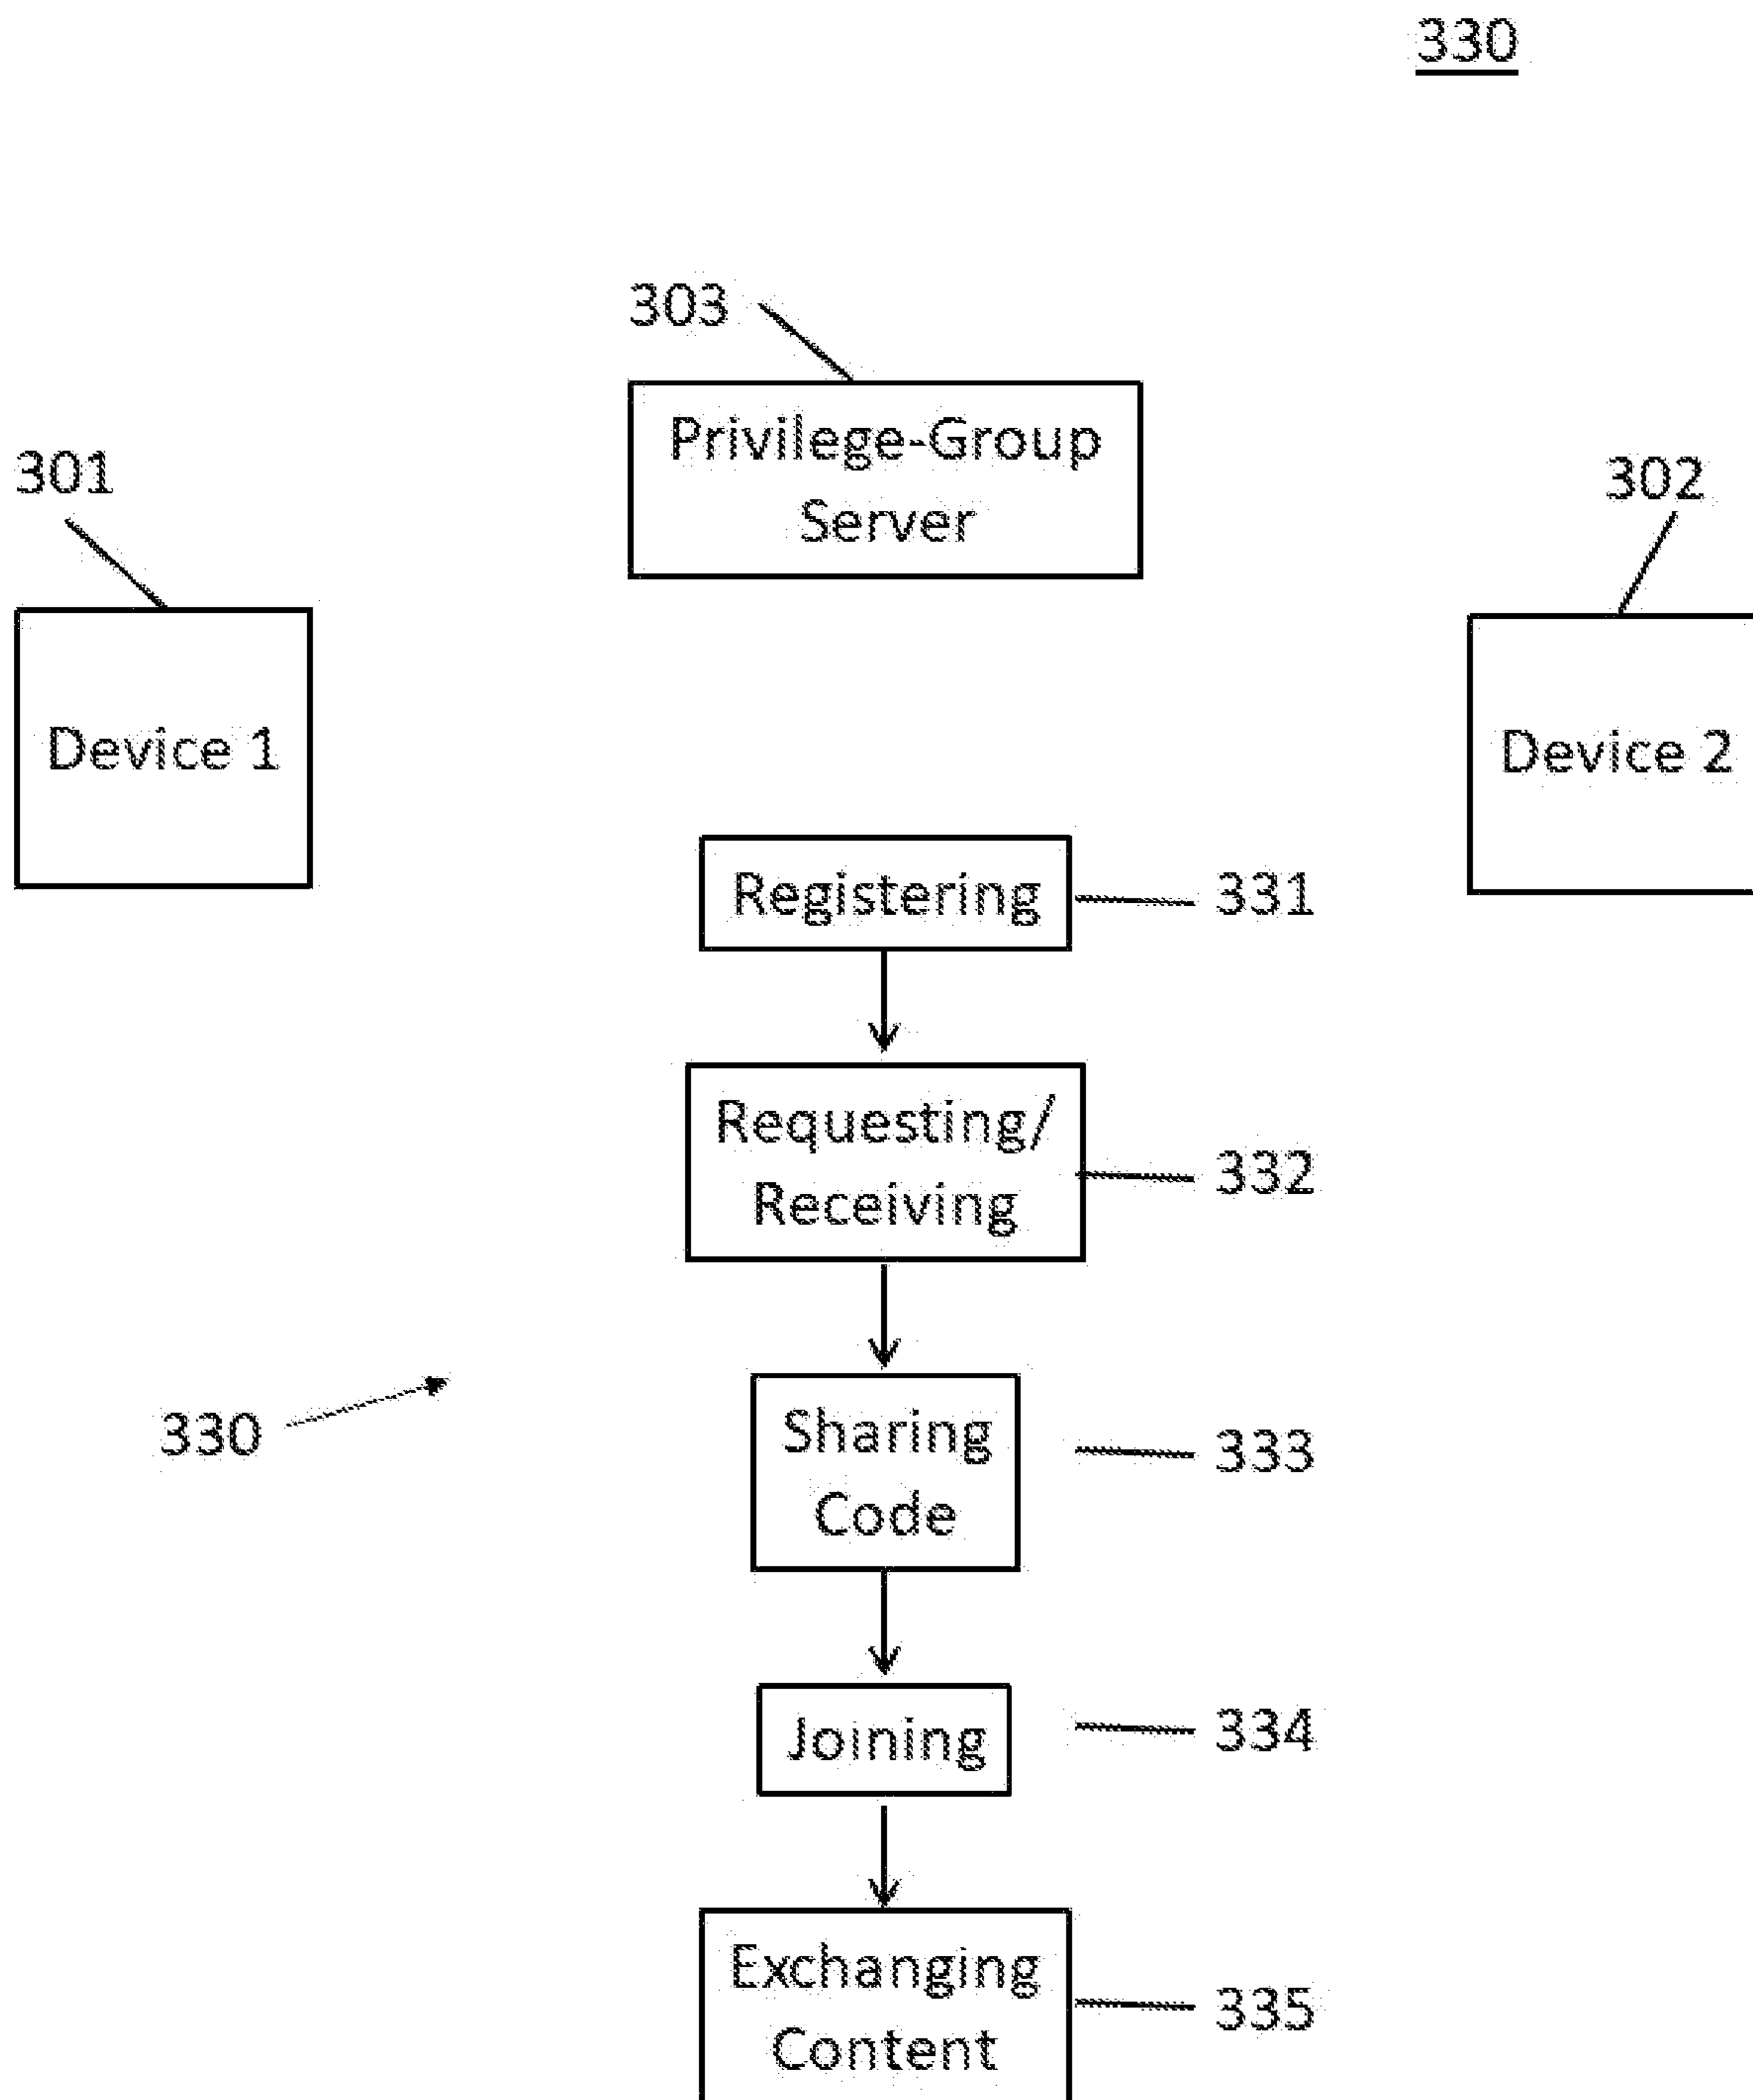 330
303
Privilege-Group
Server
301
302
Device 1
Device 2
Registering
331
Requesting/
Receiving
332
330
Sharing
Code
333
Joining
334
Exchanging
Content
335